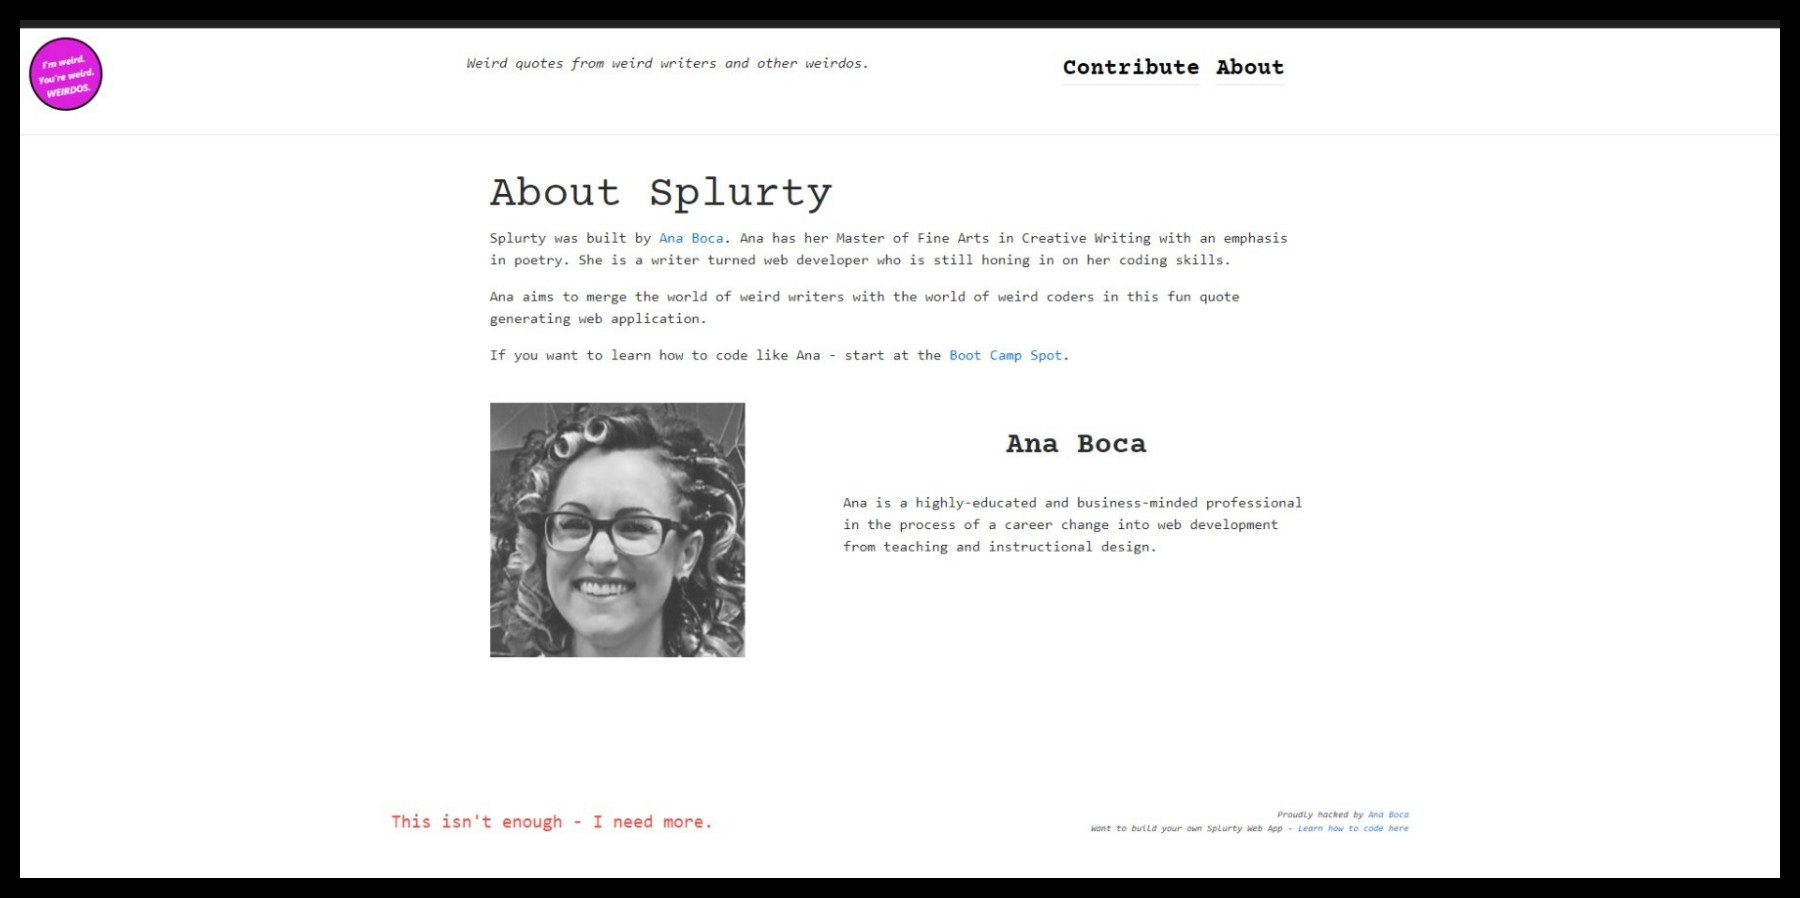 I'm weird.
You're weird.
WEIRDOS.
Weird quotes from weird writers and other weirdos.
Contribute About
About Splurty
Splurty was built by Ana Boca. Ana has her Master of Fine Arts in Creative Writing with an emphasis
in poetry. She is a writer turned web developer who is still honing in on her coding skills.
Ana aims to merge the world of weird writers with the world of weird coders in this fun quote
generating web application.
If you want to learn how to code like Ana - start at the Boot Camp Spot.
Ana Boca
Ana is a highly-educated and business-minded professional
in the process of a career change into web development
from teaching and instructional design.
This isn't enough - I need more.
Proudly hacked by Ana Boca
Want to build your own Splurty Web App - Learn how to code here